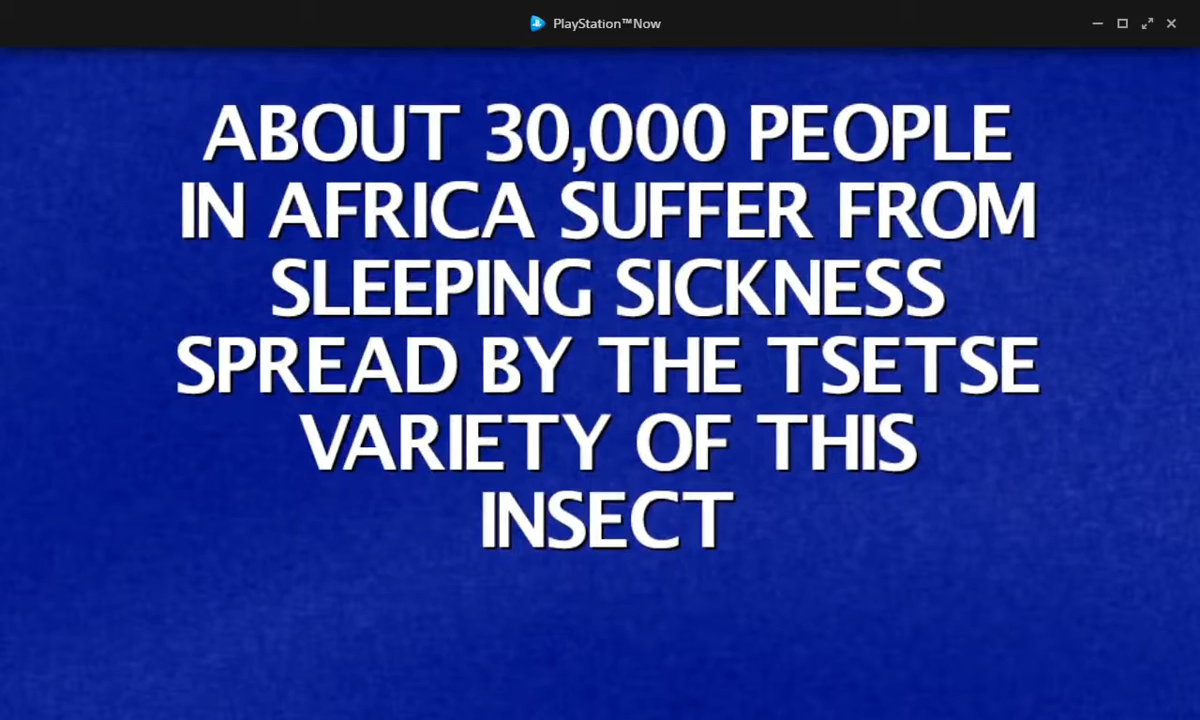 PlayStation™Now
ABOUT 30,000 PEOPLE
IN AFRICA SUFFER FROM
SLEEPING SICKNESS
SPREAD BY THE TSETSE
VARIETY OF THIS
INSECT